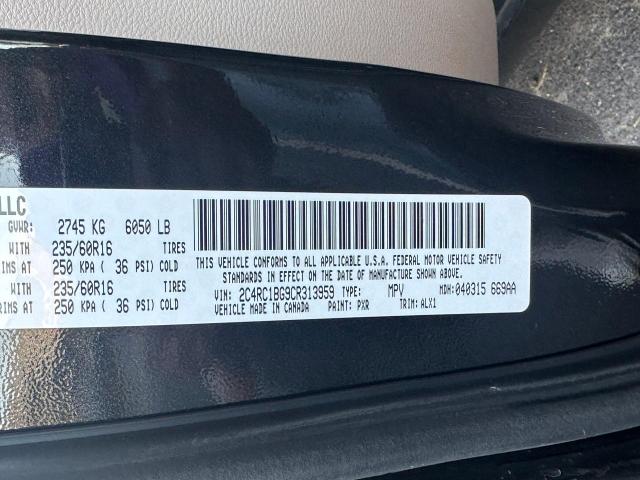 LLC
GVWR: 2745 KG 6050 LB
WITH 235/60R16 TIRES
RIMS AT 250 KPA ( 36 PSI) COLD
WITH 235/60R16 TIRES
RIMS AT 250 KPA ( 36 PSI) COLD
THIS VEHICLE CONFORMS TO ALL APPLICABLE U.S.A. FEDERAL MOTOR VEHICLE SAFETY
STANDARDS IN EFFECT ON THE DATE OF MANUFACTURE SHOWN ABOVE.
VIN: 2C4RC1BG9CR313959 TYPE: MPV MDH: 040315 669AA
VEHICLE MADE IN CANADA PAINT: PXR TRIM: ALX1